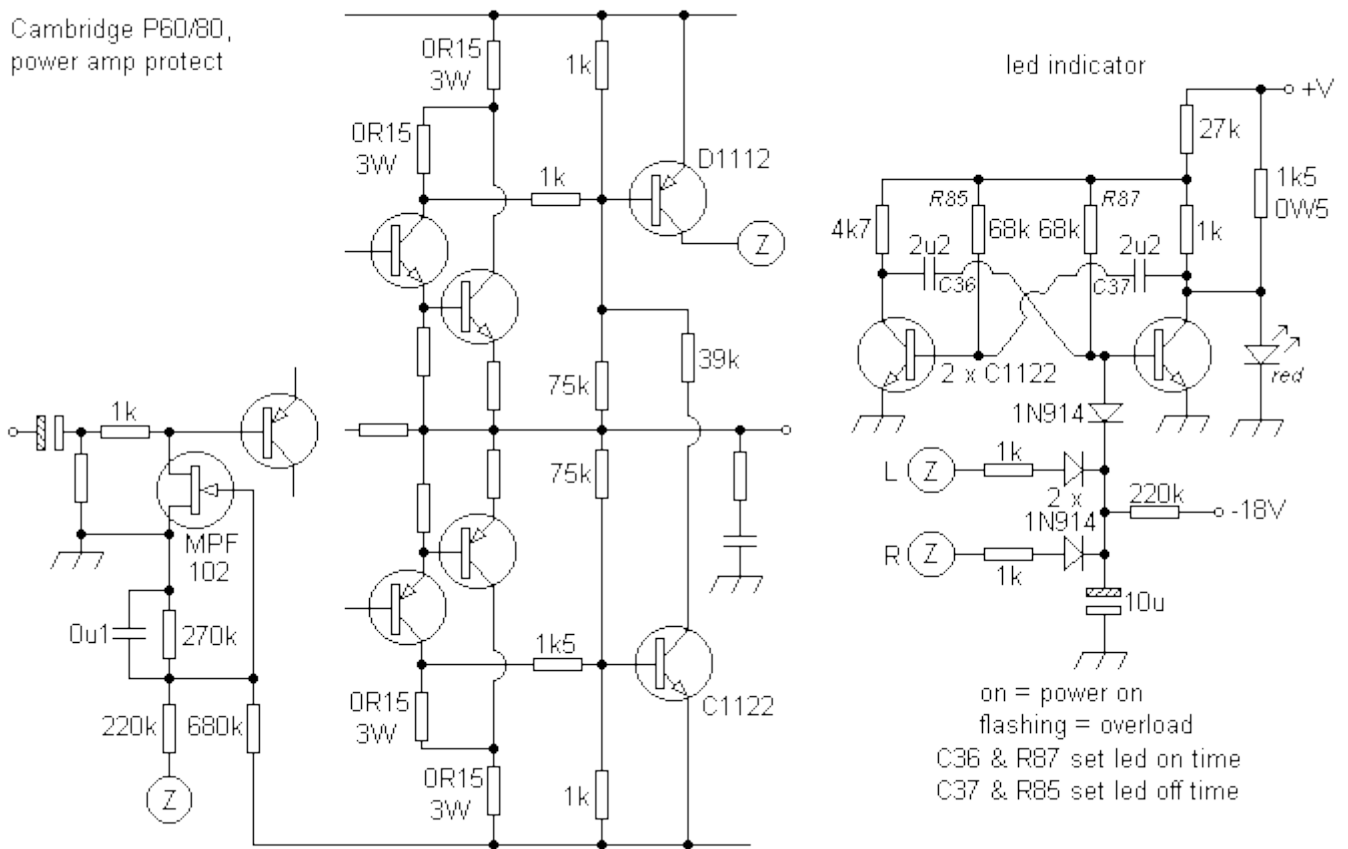 Cambridge P60/80,
power amp protect
0R15
3W
1k
0R15
3W
1k
D1112
Z
39k
75k
1k
75k
MPF
102
0u1
270k
220k
680k
Z
1k5
C1122
0R15
3W
0R15
3W
1k
led indicator
+V
27k
1k5
0W5
R85
R87
4k7
68k
68k
1k
2u2
2u2
C36
C37
2 x C1122
red
1N914
L
Z
1k
2 x
1N914
220k
-18V
R
Z
1k
10u
on = power on
flashing = overload
C36 & R87 set led on time
C37 & R85 set led off time